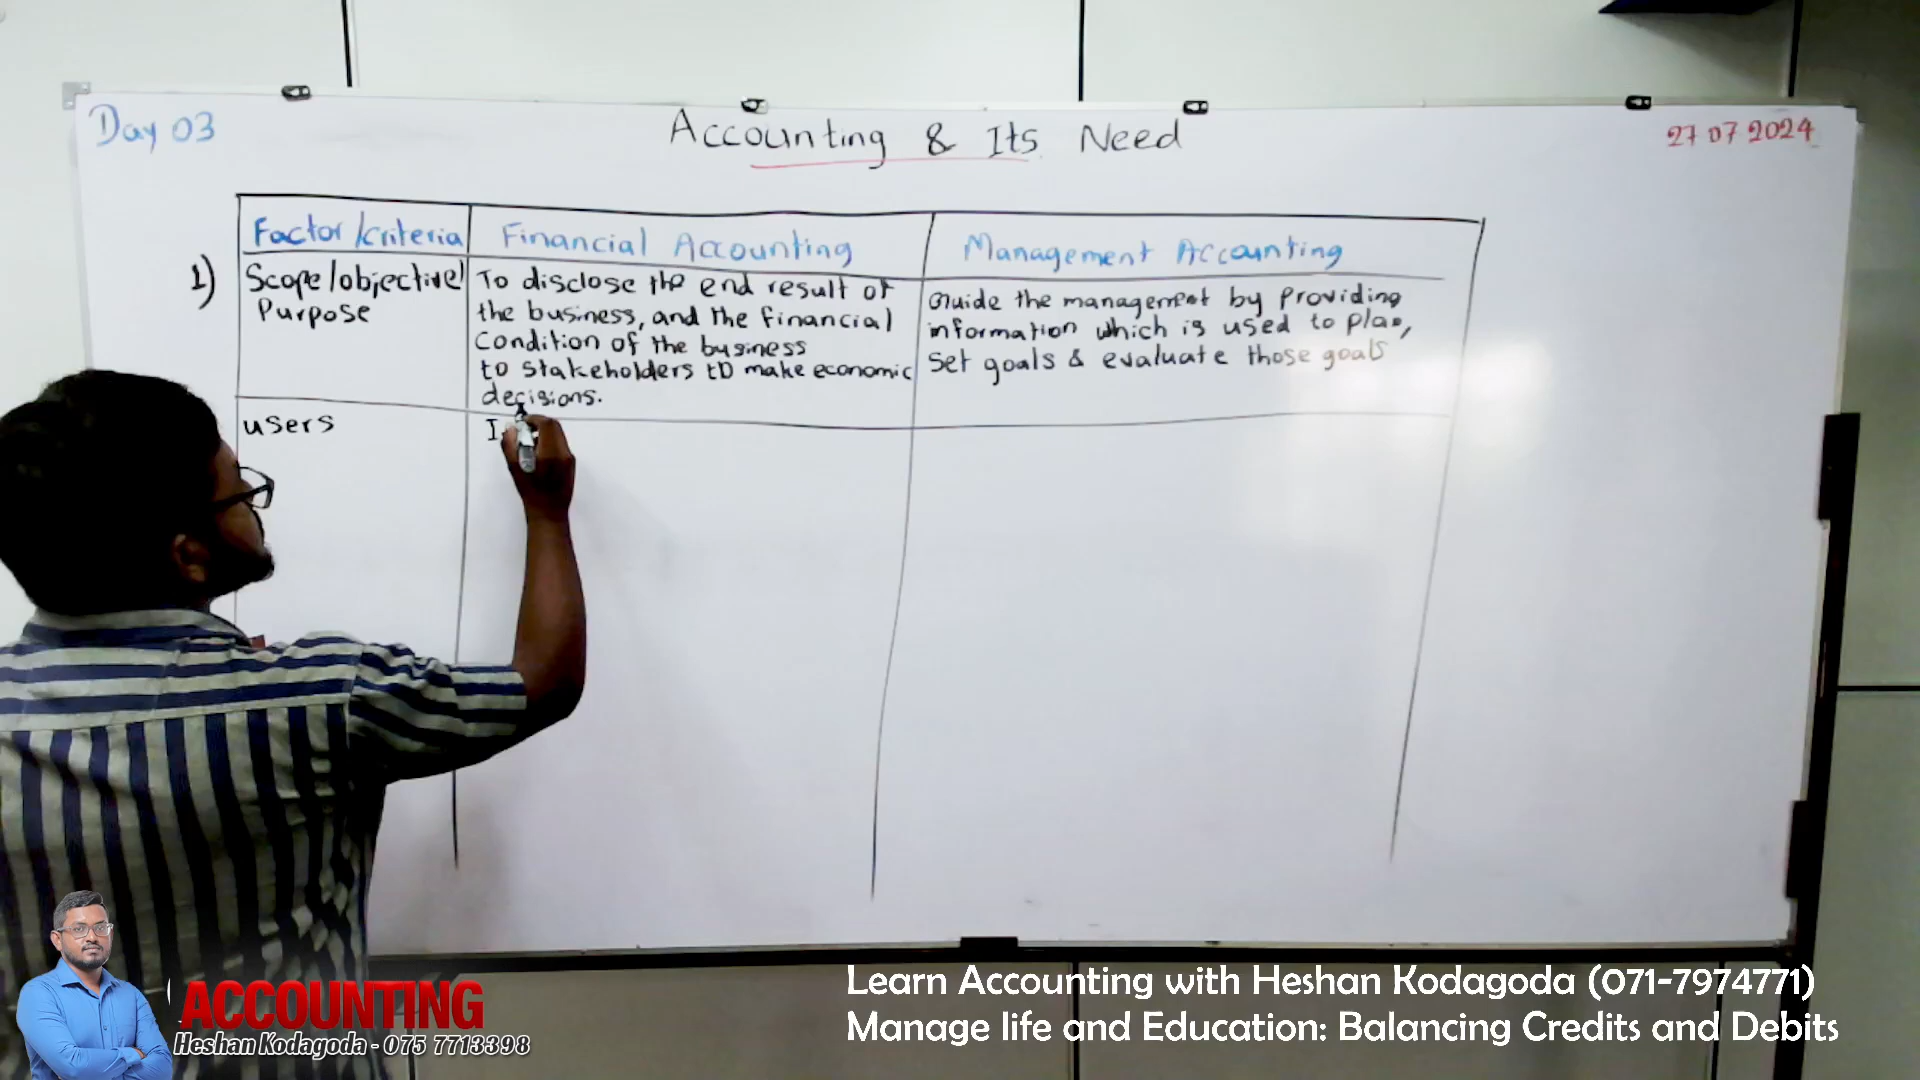 Day 03
Accounting & Its Need
27 07 2024
Factor/criteria
Financial Accounting
Management Accounting
1)
Scope/objective/
Purpose
To disclose the end result of
the business, and the financial
Condition of the business
to stakeholders to make economic
decisions.
Guide the management by providing
information which is used to plan,
set goals & evaluate those goals
users
I
ACCOUNTING
Heshan Kodagoda - 075 7713398
Learn Accounting with Heshan Kodagoda (071-7974771)
Manage life and Education: Balancing Credits and Debits